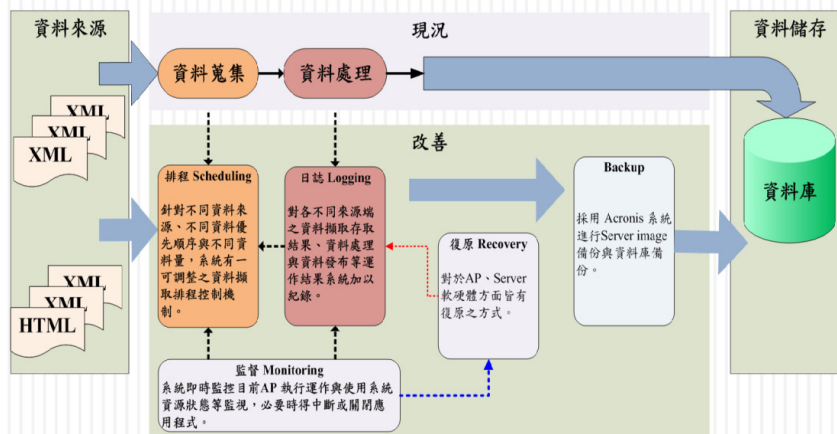 資料來源
現況
資料儲存
資料蒐集
資料處理
XML
XML
XML
改善
排程 Scheduling
針對不同資料來
源、不同資料優
先順序與不同資
料量，系統有一
可調整之資料擷
取排程控制機
制。
日誌 Logging
對各不同來源端
之資料擷取存取
結果、資料處理
與資料發布等運
作結果系統加以
紀錄。
復原 Recovery
對於AP、Server
軟硬體方面皆有
復原之方式。
Backup
採用 Acronis 系統
進行Server image
備份與資料庫備
份。
資料庫
XML
XML
HTML
監督 Monitoring
系統即時監控目前AP 執行運作與使用系統
資源狀態等監視，必要時得中斷或關閉應
用程式。